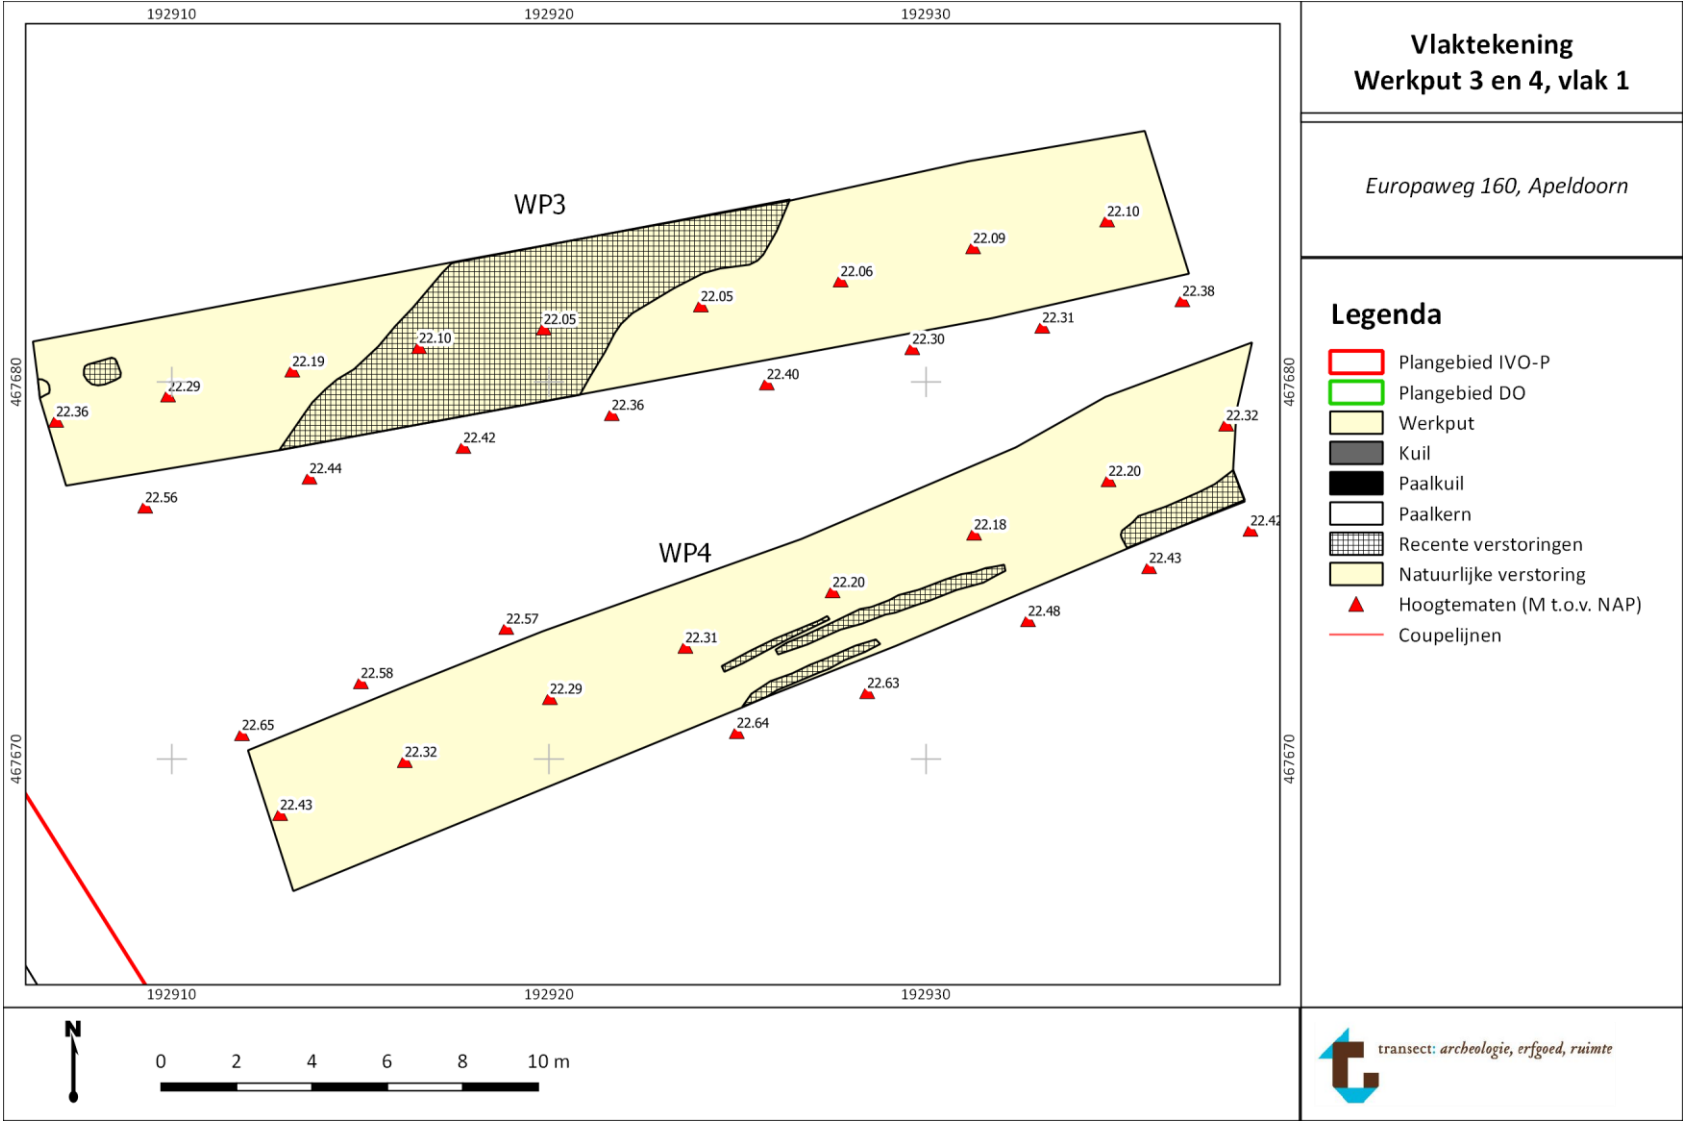 192910
192920
192930
Vlaktekening
Werkput 3 en 4, vlak 1
Europaweg 160, Apeldoorn
WP3
22.10
22.09
22.06
22.05
22.38
22.05
22.31
22.10
22.30
22.19
22.40
467680
467680
22.29
22.36
22.36
22.32
22.42
22.44
22.56
22.20
22.18
22.42
WP4
22.43
22.20
22.48
22.57
22.31
22.58
22.29
22.63
22.65
22.64
22.32
467670
467670
22.43
192910
192920
192930
Legenda
Plangebied IVO-P
Plangebied DO
Werkput
Kuil
Paalkuil
Paalkern
Recente verstoringen
Natuurlijke verstoring
Hoogtematen (M t.o.v. NAP)
Coupelijnen
N
0 2 4 6 8 10 m
transect: archeologie, erfgoed, ruimte